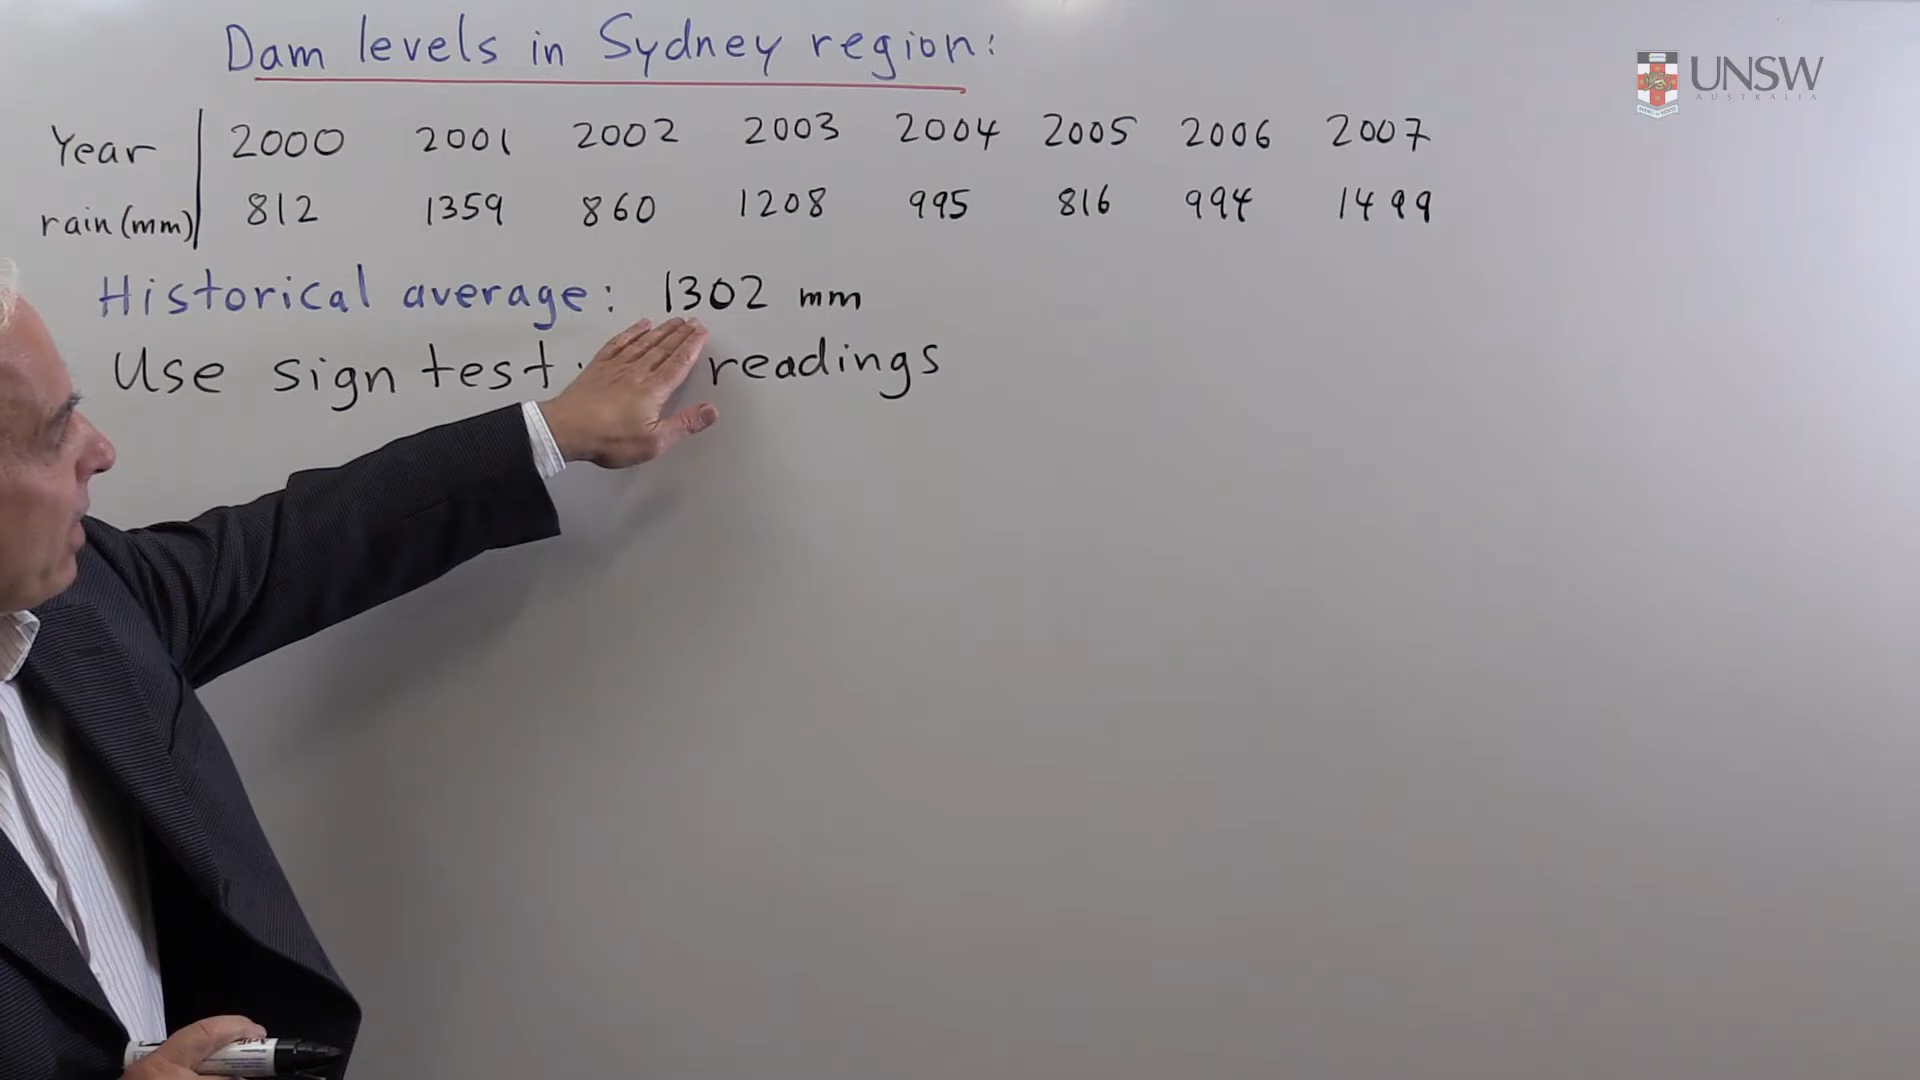 Dam levels in Sydney region:
UNSW
AUSTRALIA
Year 2000 2001 2002 2003 2004 2005 2006 2007
rain(mm) 812 1359 860 1208 995 816 994 1499
Historical average: 1302 mm
Use sign test: readings